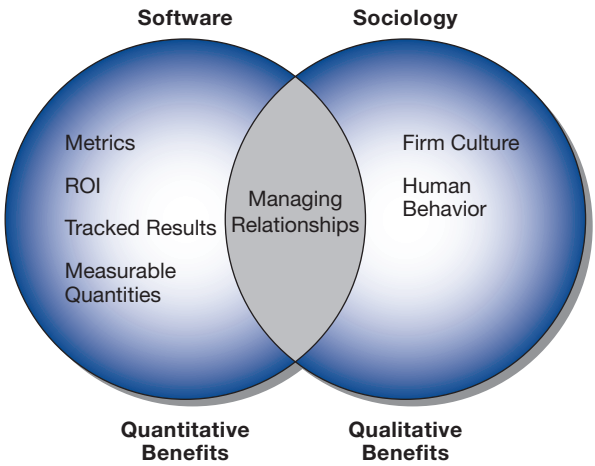 Software
Sociology
Metrics
ROI
Tracked Results
Measurable
Quantities
Managing
Relationships
Firm Culture
Human
Behavior
Quantitative
Benefits
Qualitative
Benefits